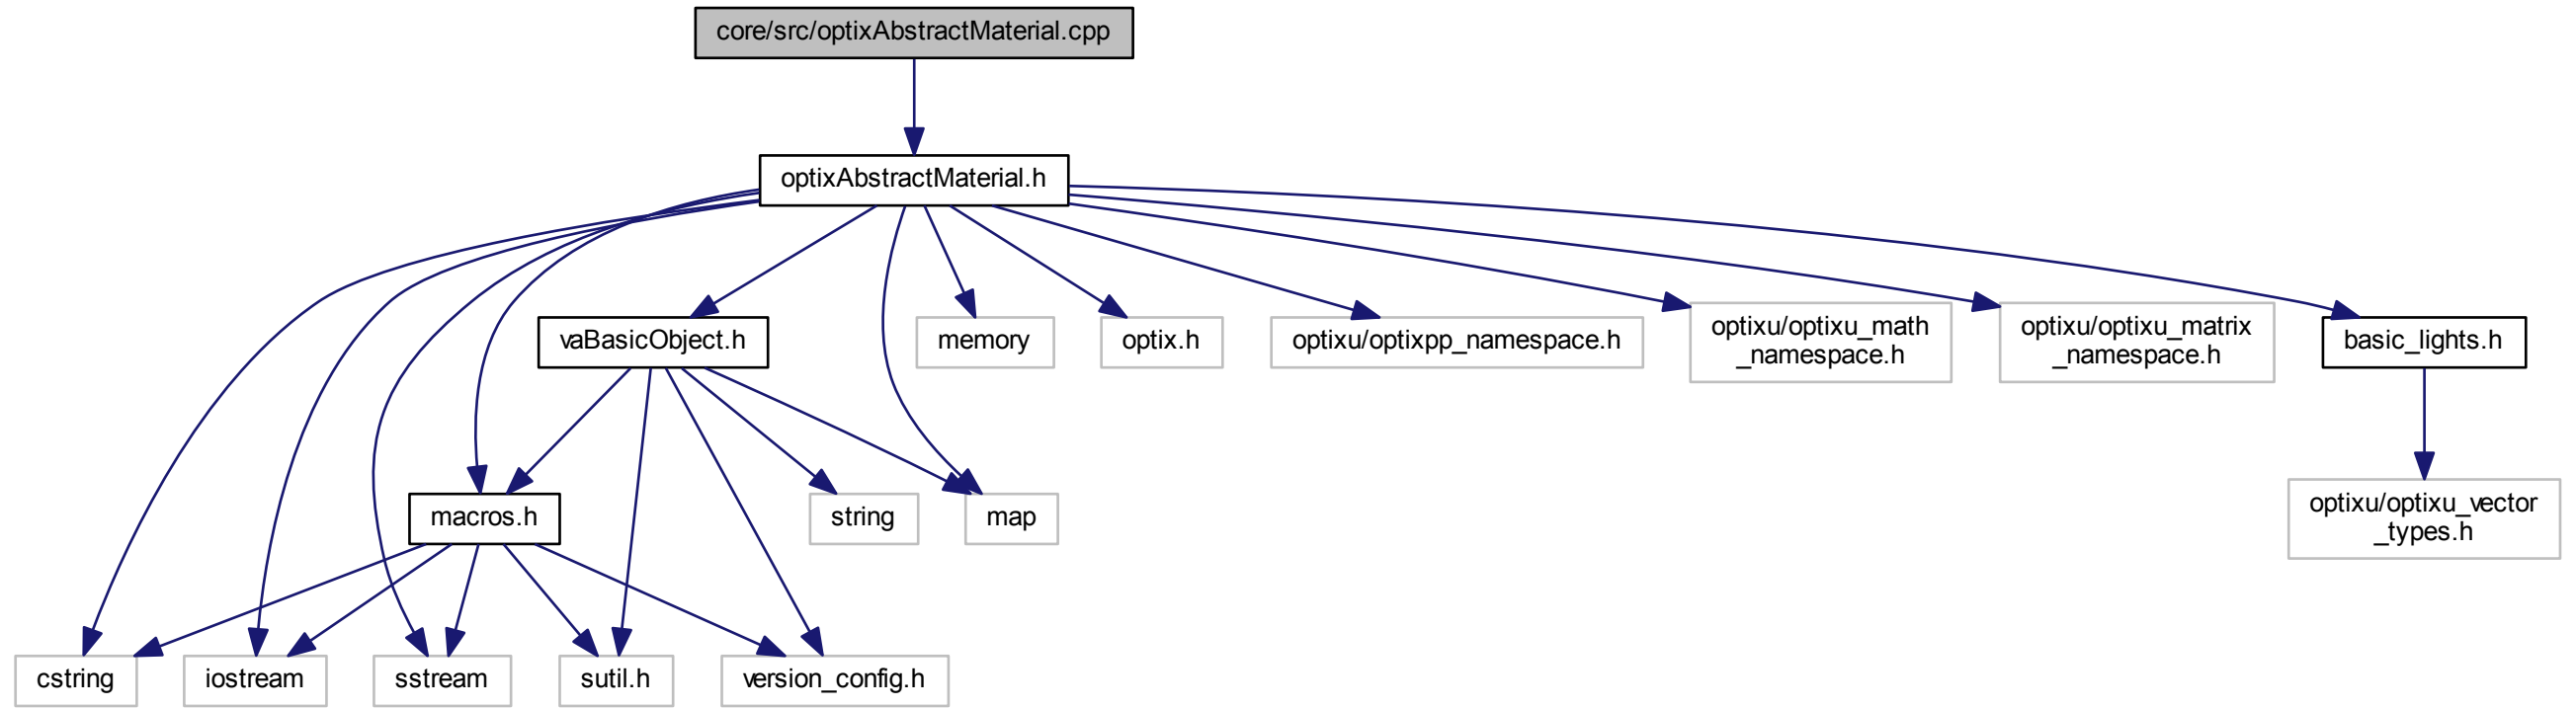 core/src/optixAbstractMaterial.cpp
optixAbstractMaterial.h
vaBasicObject.h
memory
optix.h
optixu/optixpp_namespace.h
optixu/optixu_math
_namespace.h
optixu/optixu_matrix
_namespace.h
basic_lights.h
macros.h
string
map
optixu/optixu_vector
_types.h
cstring
iostream
sstream
sutil.h
version_config.h